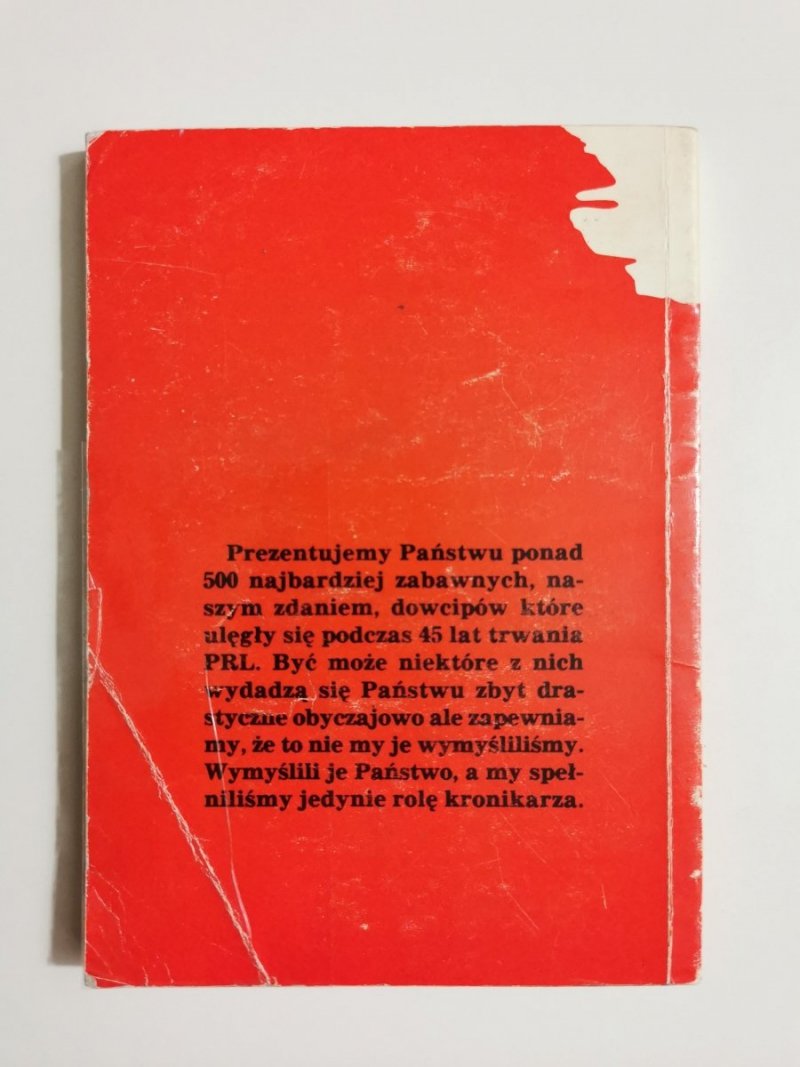 Prezentujemy Państwu ponad
500 najbardziej zabawnych, na-
szym zdaniem, dowcipów które
ulęgły się podczas 45 lat trwania
PRL. Być może niektóre z nich
wydadzą się Państwu zbyt dra-
styczne obyczajowo ale zapewnia-
my, że to nie my je wymyśliliśmy.
Wymyślili je Państwo, a my speł-
niliśmy jedynie rolę kronikarza.